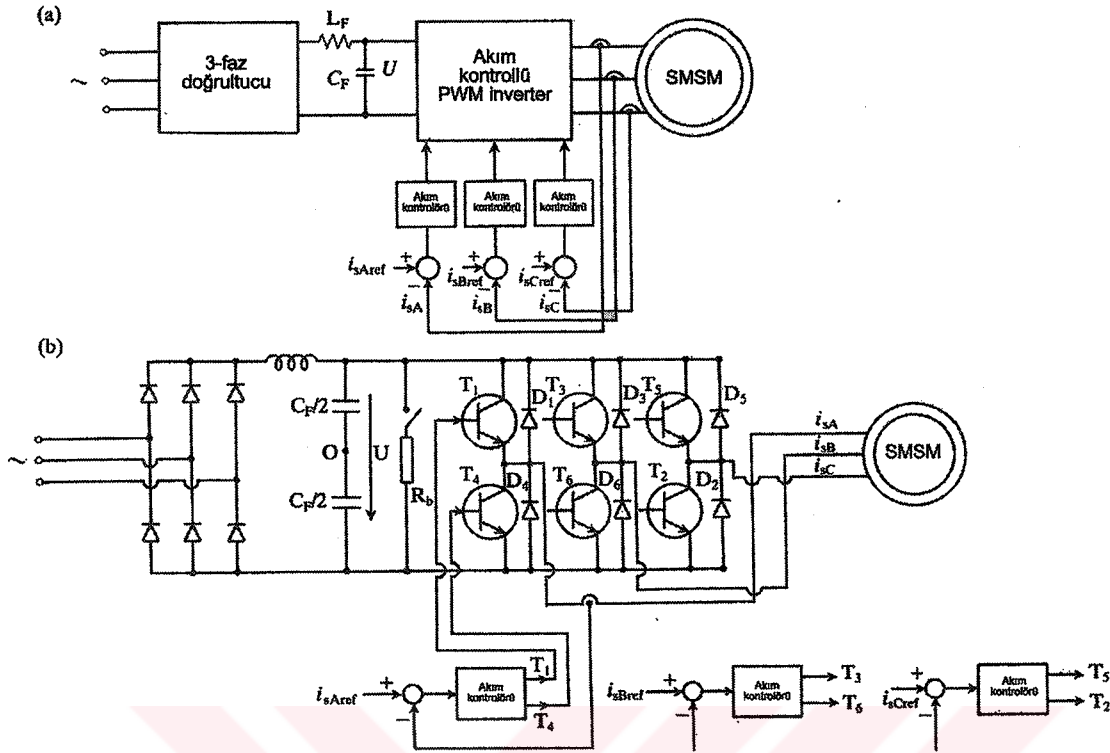 (a)
L_F
3-faz
doğrultucu
~
C_F
U
Akım
kontrollü
PWM inverter
SMSM
Akım
kontrolörü
Akım
kontrolörü
Akım
kontrolörü
i_sAref
+
i_sBref
+
i_sCref
+
−
−
−
i_sA
i_sB
i_sC
(b)
T_1
T_3
T_5
D_1
D_3
D_5
C_F/2
i_sA
O
U
i_sB
SMSM
~
i_sC
T_4
D_4
T_6
D_6
T_2
D_2
C_F/2
R_b
i_sAref
+
−
Akım
kontrolörü
T_1
T_4
i_sBref
+
−
Akım
kontrolörü
T_3
T_6
i_sCref
+
−
Akım
kontrolörü
T_5
T_2